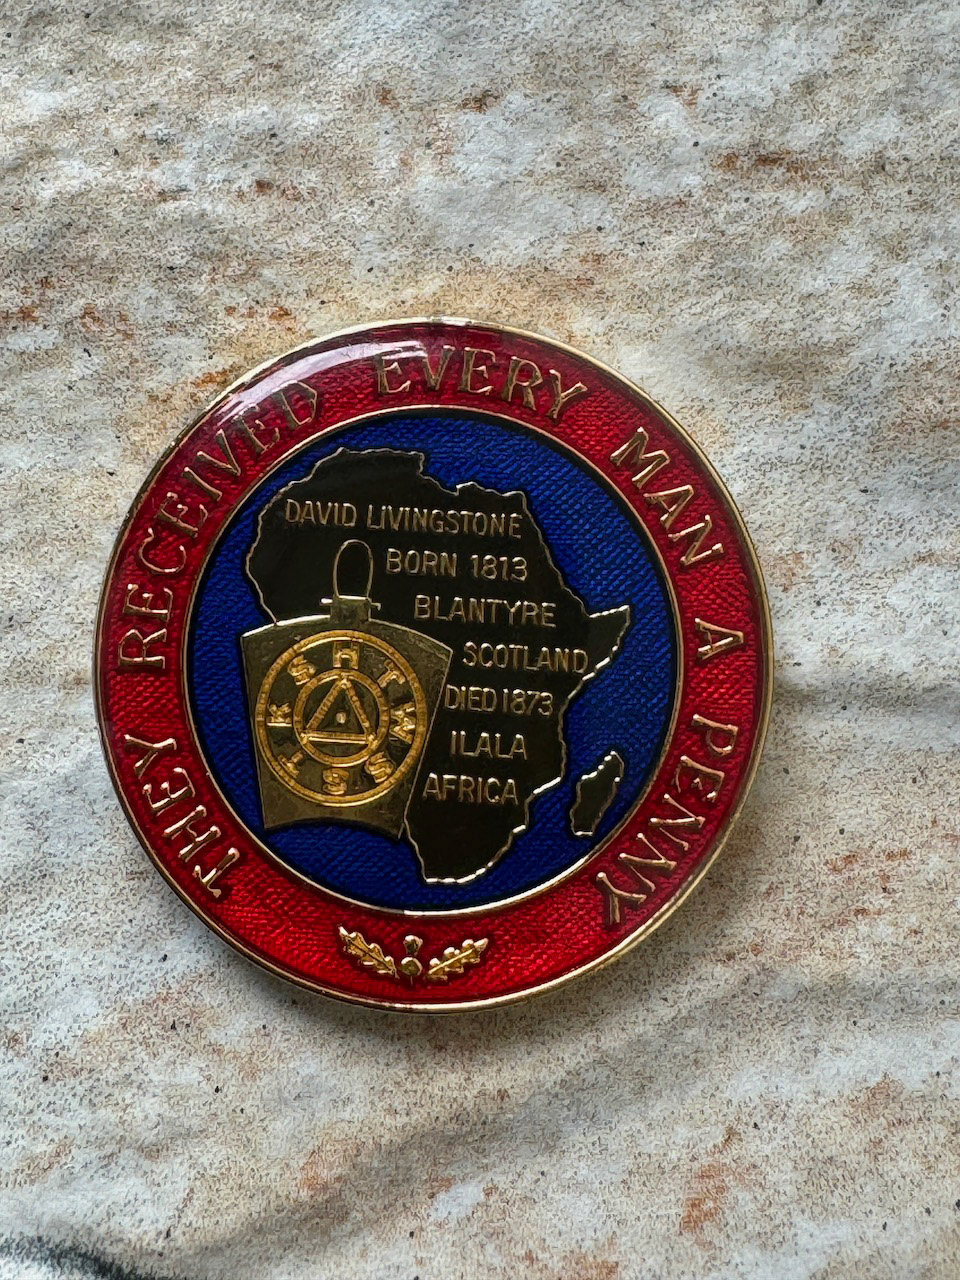 THEY RECEIVED EVERY MAN A PENNY
DAVID LIVINGSTONE
BORN 1813
BLANTYRE
SCOTLAND
DIED 1873
ILALA
AFRICA
H T W S S T K S